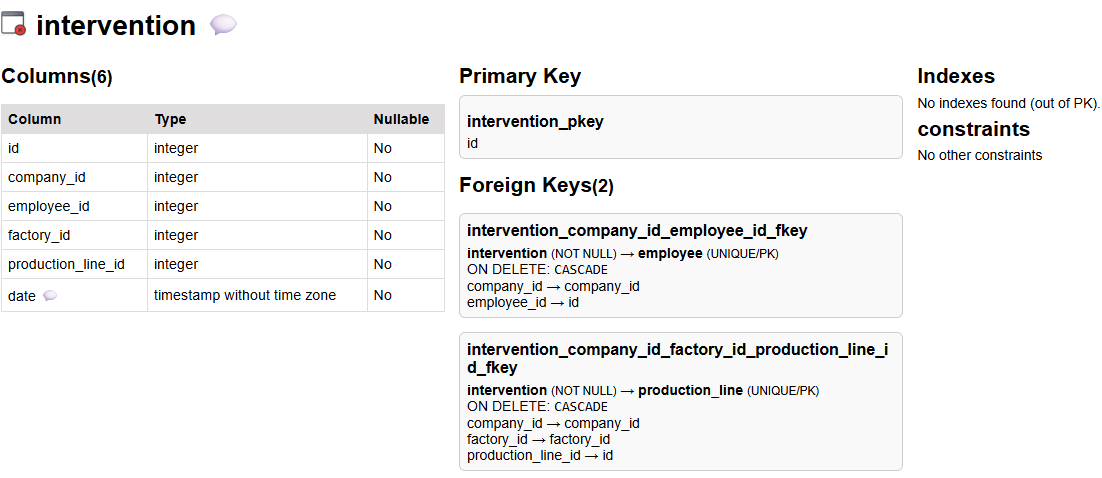 intervention
Columns(6)
Column Type Nullable
id integer No
company_id integer No
employee_id integer No
factory_id integer No
production_line_id integer No
date timestamp without time zone No
Primary Key
intervention_pkey
id
Foreign Keys(2)
intervention_company_id_employee_id_fkey
intervention (NOT NULL) → employee (UNIQUE/PK)
ON DELETE: CASCADE
company_id → company_id
employee_id → id
intervention_company_id_factory_id_production_line_i
d_fkey
intervention (NOT NULL) → production_line (UNIQUE/PK)
ON DELETE: CASCADE
company_id → company_id
factory_id → factory_id
production_line_id → id
Indexes
No indexes found (out of PK).
constraints
No other constraints